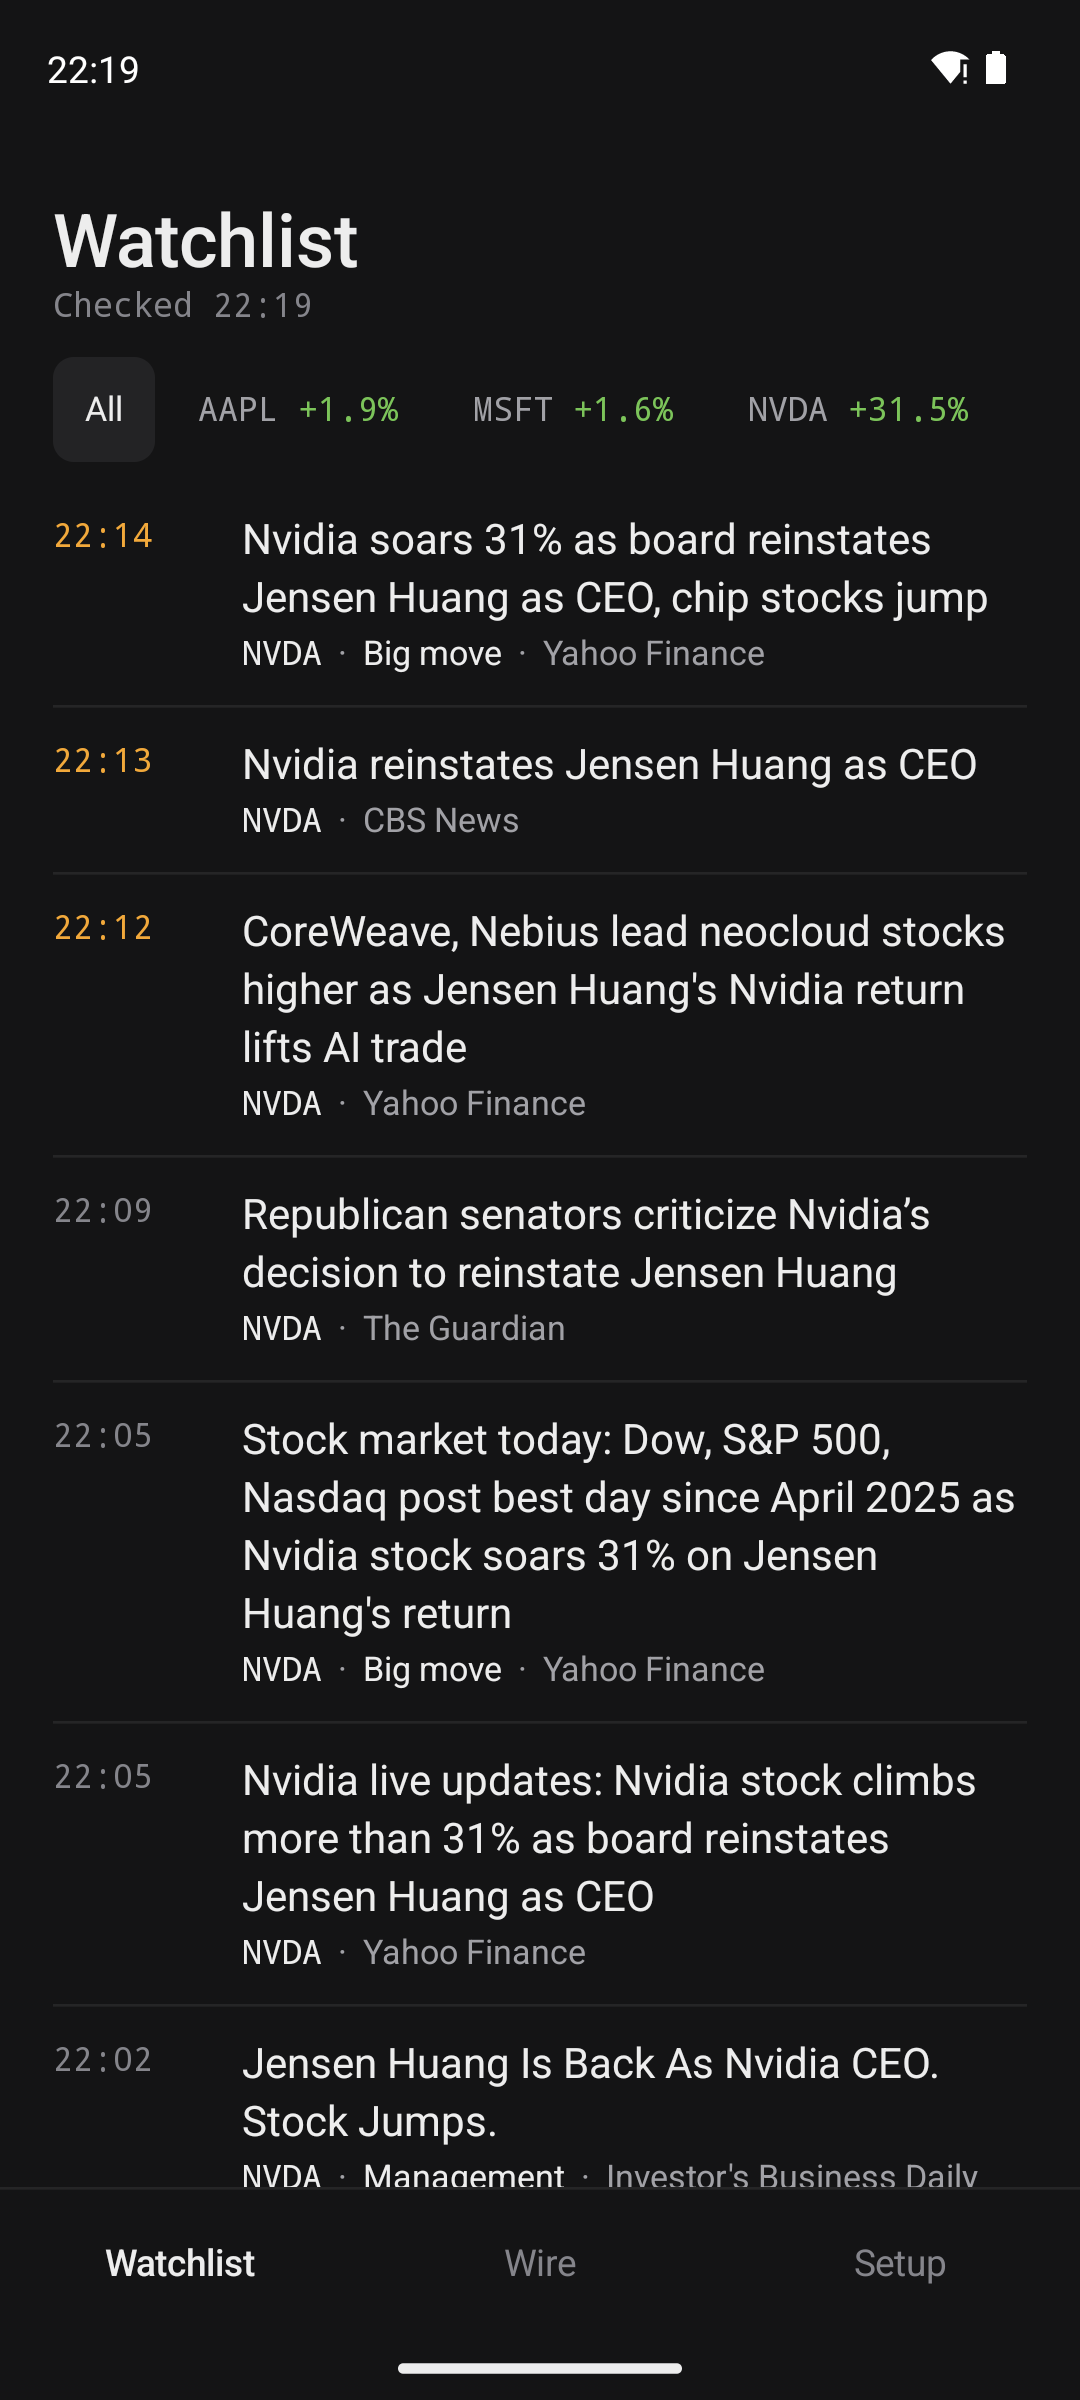 22:19
Watchlist
Checked 22:19
All AAPL +1.9% MSFT +1.6% NVDA +31.5%
22:14 Nvidia soars 31% as board reinstates
Jensen Huang as CEO, chip stocks jump
NVDA · Big move · Yahoo Finance
22:13 Nvidia reinstates Jensen Huang as CEO
NVDA · CBS News
22:12 CoreWeave, Nebius lead neocloud stocks
higher as Jensen Huang's Nvidia return
lifts AI trade
NVDA · Yahoo Finance
22:09 Republican senators criticize Nvidia’s
decision to reinstate Jensen Huang
NVDA · The Guardian
22:05 Stock market today: Dow, S&P 500,
Nasdaq post best day since April 2025 as
Nvidia stock soars 31% on Jensen
Huang's return
NVDA · Big move · Yahoo Finance
22:05 Nvidia live updates: Nvidia stock climbs
more than 31% as board reinstates
Jensen Huang as CEO
NVDA · Yahoo Finance
22:02 Jensen Huang Is Back As Nvidia CEO.
Stock Jumps.
NVDA · Management · Investor's Business Daily
Watchlist Wire Setup